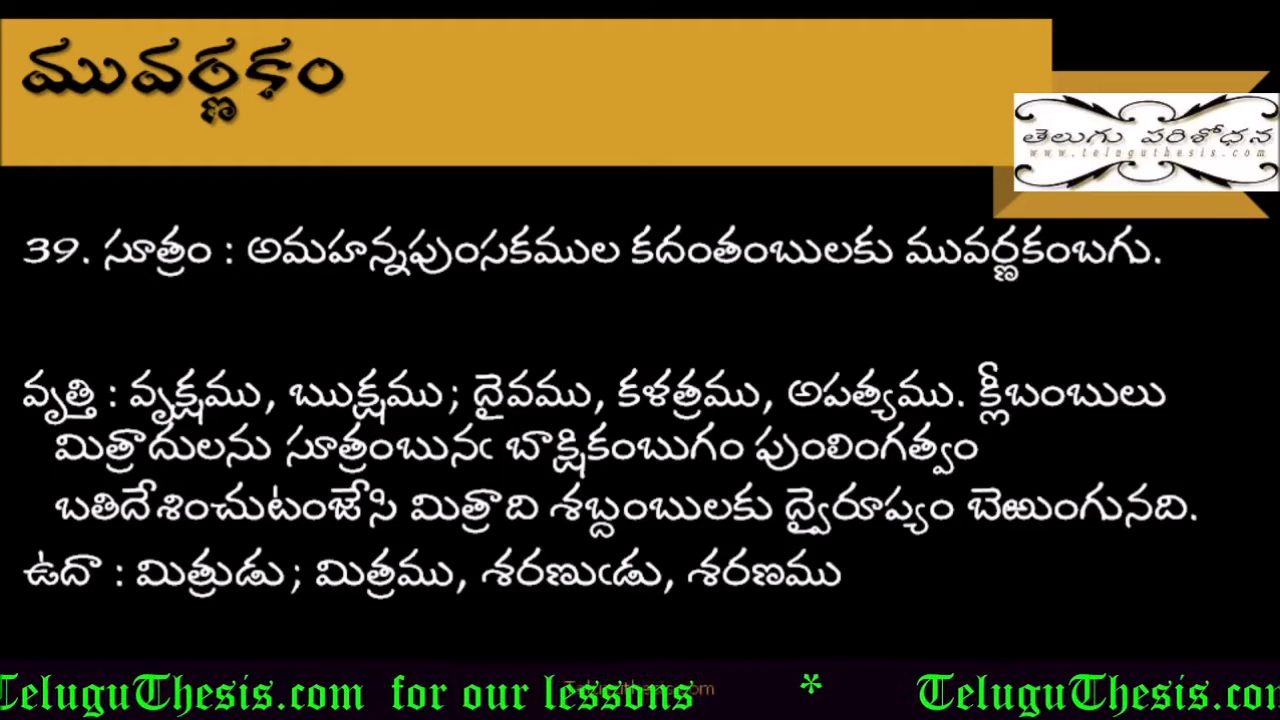 మువర్ణకం
తెలుగు పరిశోధన
www.teluguthesis.com
39. సూత్రం : అమహన్నపుంసకముల కదంతంబులకు మువర్ణకంబగు.
వృత్తి : వృక్షము, ఋక్షము; దైవము, కళత్రము, అపత్యము. క్లీబంబులు
మిత్రాదులను సూత్రంబునఁ బాక్షికంబుగం పుంలింగత్వం
బతిదేశించుటంజేసి మిత్రాది శబ్దంబులకు ద్వైరూప్యం బెఱుంగునది.
ఉదా : మిత్రుడు; మిత్రము, శరణుఁడు, శరణము
TeluguThesis.com for our lessons * TeluguThesis.com